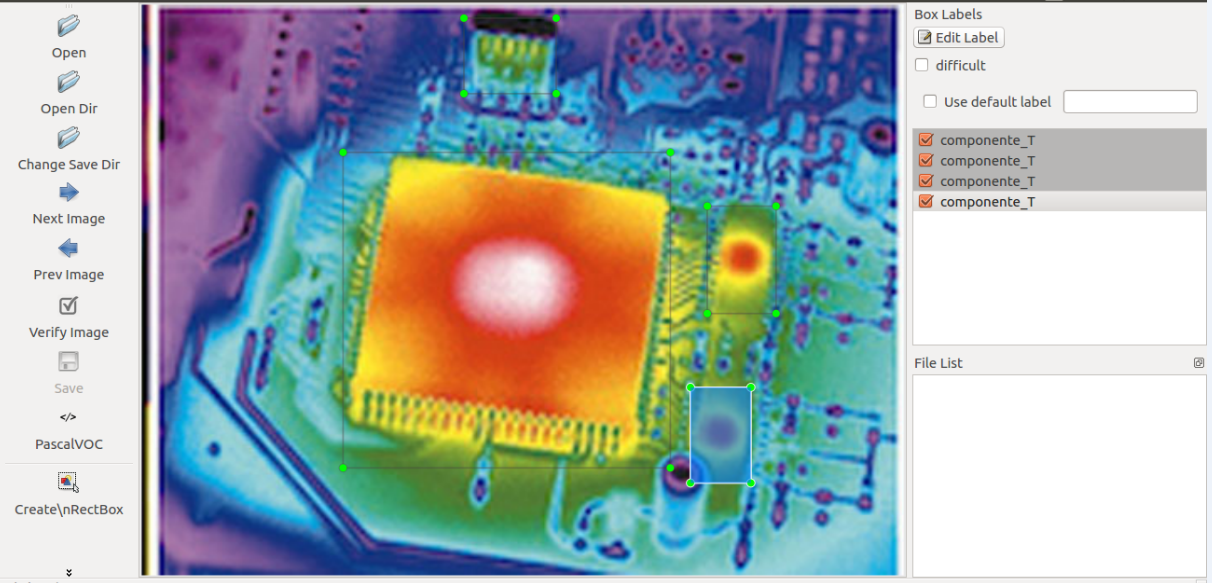 Open
Open Dir
Change Save Dir
Next Image
Prev Image
Verify Image
Save
</>
PascalVOC
Create\nRectBox
Box Labels
Edit Label
difficult
Use default label
componente_T
componente_T
componente_T
componente_T
File List